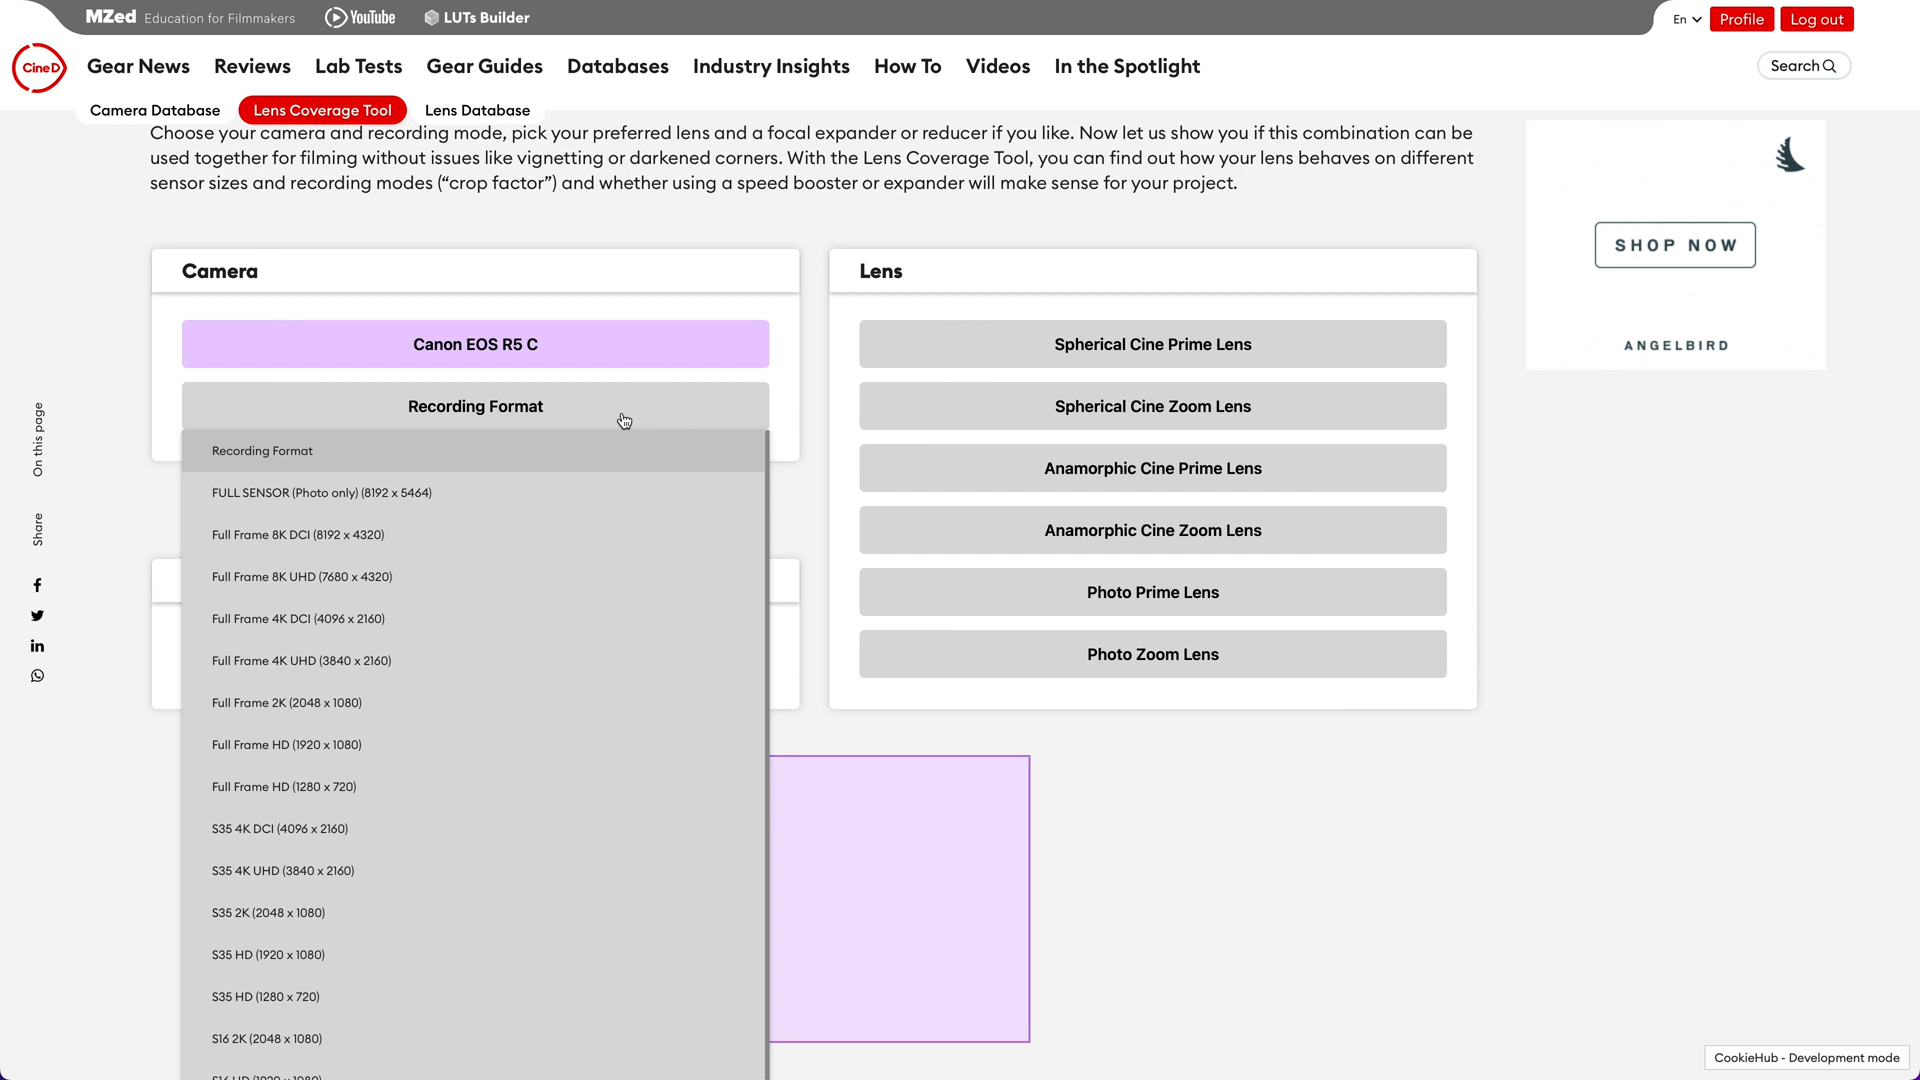 MZed Education for Filmmakers
YouTube
LUTs Builder
En
Profile
Log out
CineD
Gear News
Reviews
Lab Tests
Gear Guides
Databases
Industry Insights
How To
Videos
In the Spotlight
Search
Camera Database
Lens Coverage Tool
Lens Database
Choose your camera and recording mode, pick your preferred lens and a focal expander or reducer if you like. Now let us show you if this combination can be
used together for filming without issues like vignetting or darkened corners. With the Lens Coverage Tool, you can find out how your lens behaves on different
sensor sizes and recording modes (“crop factor”) and whether using a speed booster or expander will make sense for your project.
SHOP NOW
ANGELBIRD
On this page
Share
Camera
Canon EOS R5 C
Recording Format
Recording Format
FULL SENSOR (Photo only) (8192 x 5464)
Full Frame 8K DCI (8192 x 4320)
Full Frame 8K UHD (7680 x 4320)
Full Frame 4K DCI (4096 x 2160)
Full Frame 4K UHD (3840 x 2160)
Full Frame 2K (2048 x 1080)
Full Frame HD (1920 x 1080)
Full Frame HD (1280 x 720)
S35 4K DCI (4096 x 2160)
S35 4K UHD (3840 x 2160)
S35 2K (2048 x 1080)
S35 HD (1920 x 1080)
S35 HD (1280 x 720)
S16 2K (2048 x 1080)
S16 HD (1920 x 1080)
Lens
Spherical Cine Prime Lens
Spherical Cine Zoom Lens
Anamorphic Cine Prime Lens
Anamorphic Cine Zoom Lens
Photo Prime Lens
Photo Zoom Lens
CookieHub - Development mode